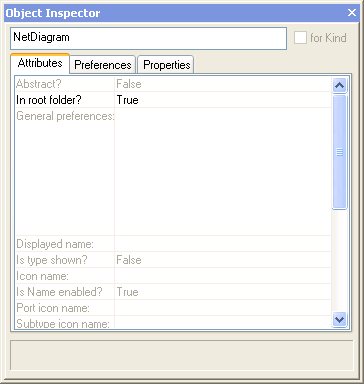 Object Inspector
NetDiagram
for Kind
Attributes Preferences Properties
Abstract? False
In root folder? True
General preferences:
Displayed name:
Is type shown? False
Icon name:
Is Name enabled? True
Port icon name:
Subtype icon name: